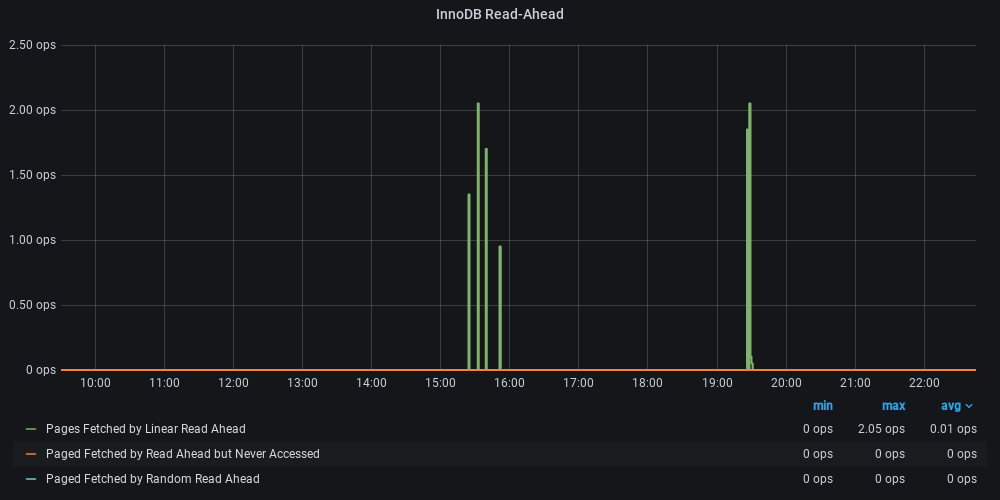 InnoDB Read-Ahead
2.50 ops
2.00 ops
1.50 ops
1.00 ops
0.50 ops
0 ops
10:00 11:00 12:00 13:00 14:00 15:00 16:00 17:00 18:00 19:00 20:00 21:00 22:00
min max avg
Pages Fetched by Linear Read Ahead 0 ops 2.05 ops 0.01 ops
Paged Fetched by Read Ahead but Never Accessed 0 ops 0 ops 0 ops
Paged Fetched by Random Read Ahead 0 ops 0 ops 0 ops